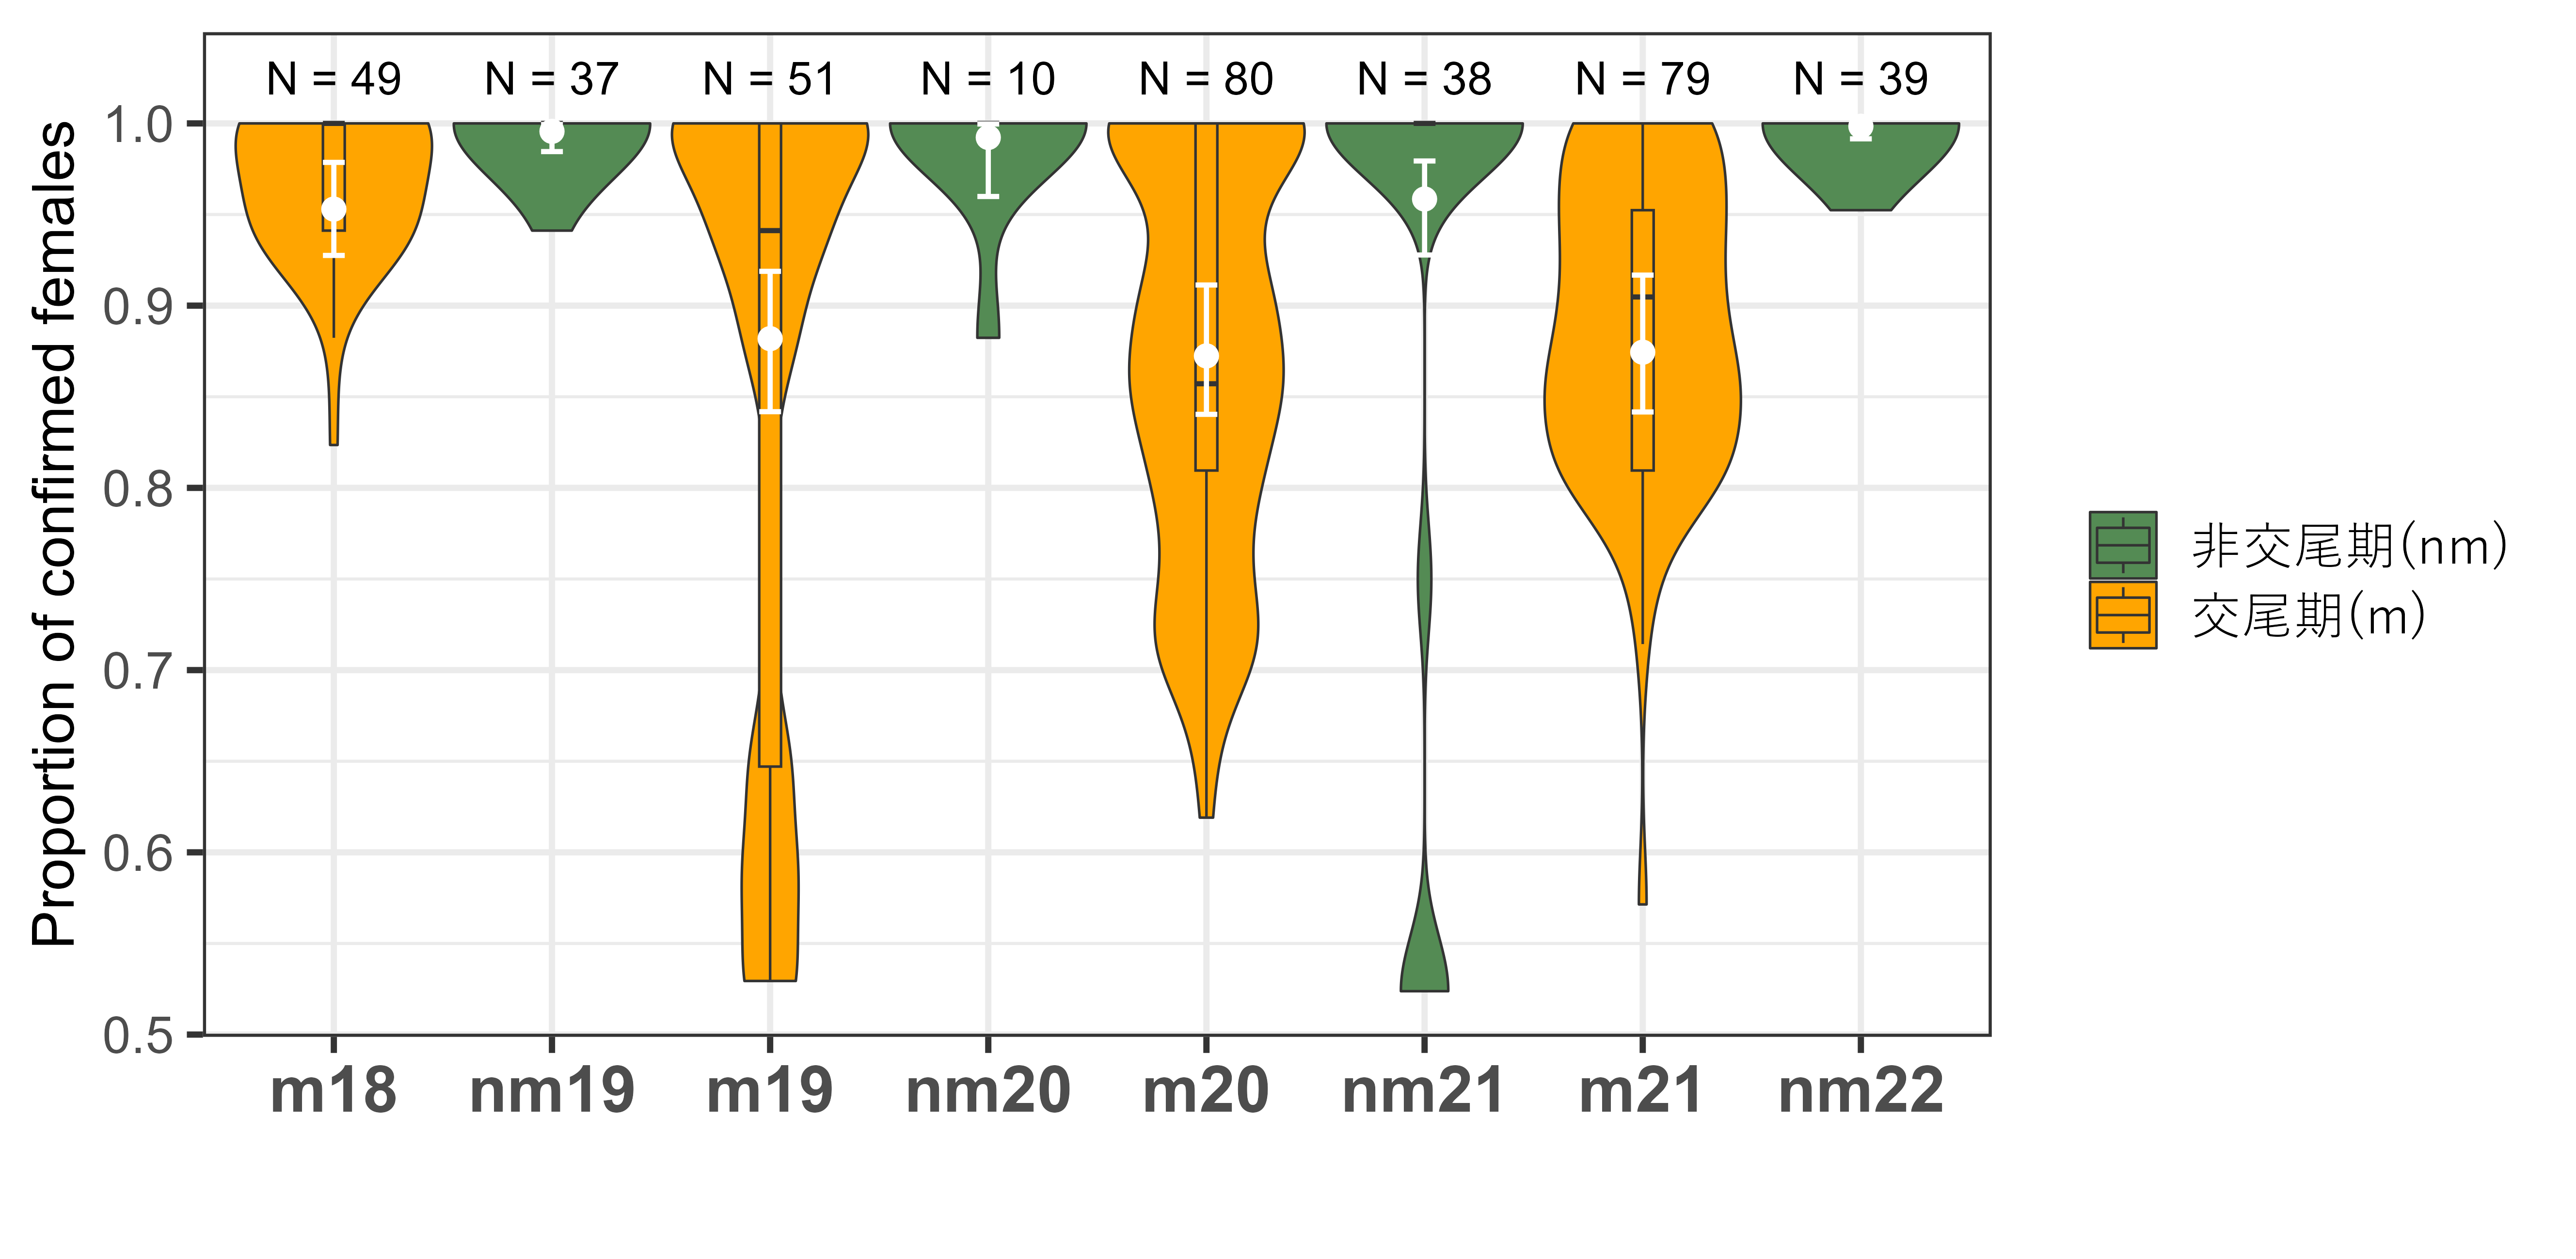 N = 49 N = 37 N = 51 N = 10 N = 80 N = 38 N = 79 N = 39
Proportion of confirmed females
1.0
0.9
0.8
0.7
0.6
0.5
m18 nm19 m19 nm20 m20 nm21 m21 nm22
非交尾期(nm)
交尾期(m)